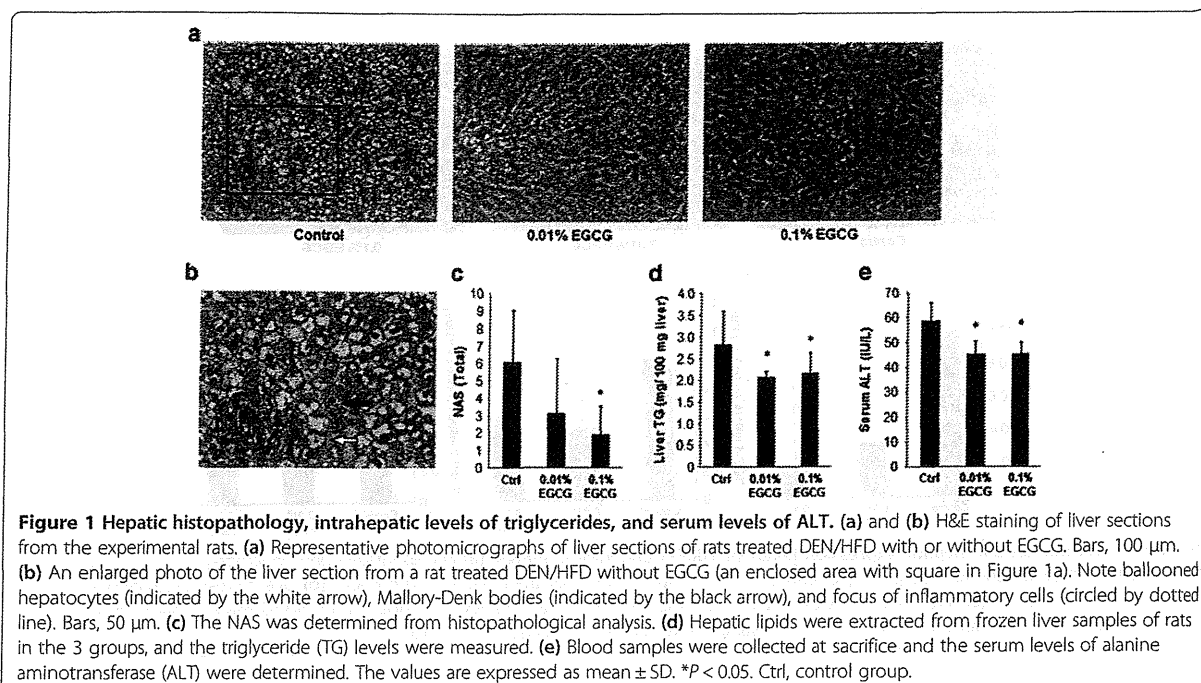 a
Control 0.01% EGCG 0.1% EGCG
b c d e
10
9
8
7
6
5
4
3
2
1
0
NAS (Total)
Ctrl 0.01% EGCG 0.1% EGCG
4.0
3.5
3.0
2.5
2.0
1.5
1.0
0.5
0
Liver TG (mg/100 mg liver)
Ctrl 0.01% EGCG 0.1% EGCG
70
60
50
40
30
20
10
0
Serum ALT (IU/L)
Ctrl 0.01% EGCG 0.1% EGCG
* * * * *
Figure 1 Hepatic histopathology, intrahepatic levels of triglycerides, and serum levels of ALT. (a) and (b) H&E staining of liver sections
from the experimental rats. (a) Representative photomicrographs of liver sections of rats treated DEN/HFD with or without EGCG. Bars, 100 μm.
(b) An enlarged photo of the liver section from a rat treated DEN/HFD without EGCG (an enclosed area with square in Figure 1a). Note ballooned
hepatocytes (indicated by the white arrow), Mallory-Denk bodies (indicated by the black arrow), and focus of inflammatory cells (circled by dotted
line). Bars, 50 μm. (c) The NAS was determined from histopathological analysis. (d) Hepatic lipids were extracted from frozen liver samples of rats
in the 3 groups, and the triglyceride (TG) levels were measured. (e) Blood samples were collected at sacrifice and the serum levels of alanine
aminotransferase (ALT) were determined. The values are expressed as mean ± SD. *P < 0.05. Ctrl, control group.